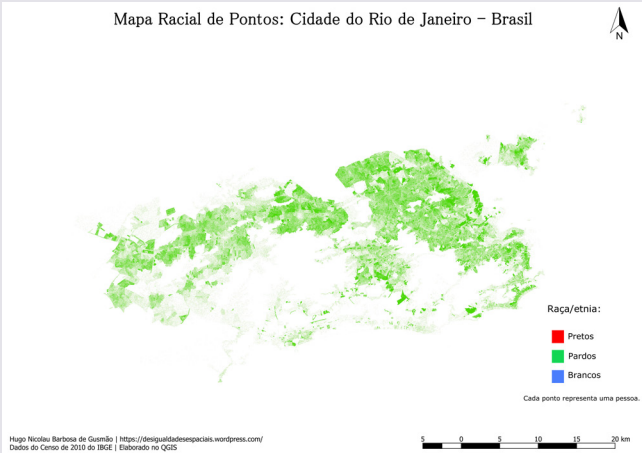 Mapa Racial de Pontos: Cidade do Rio de Janeiro - Brasil
N
Raça/etnia:
Pretos
Pardos
Brancos
Cada ponto representa uma pessoa.
Hugo Nicolau Barbosa de Gusmão | https://desigualdadesespaciais.wordpress.com/
Dados do Censo de 2010 do IBGE | Elaborado no QGIS
5 0 5 10 15 20 km